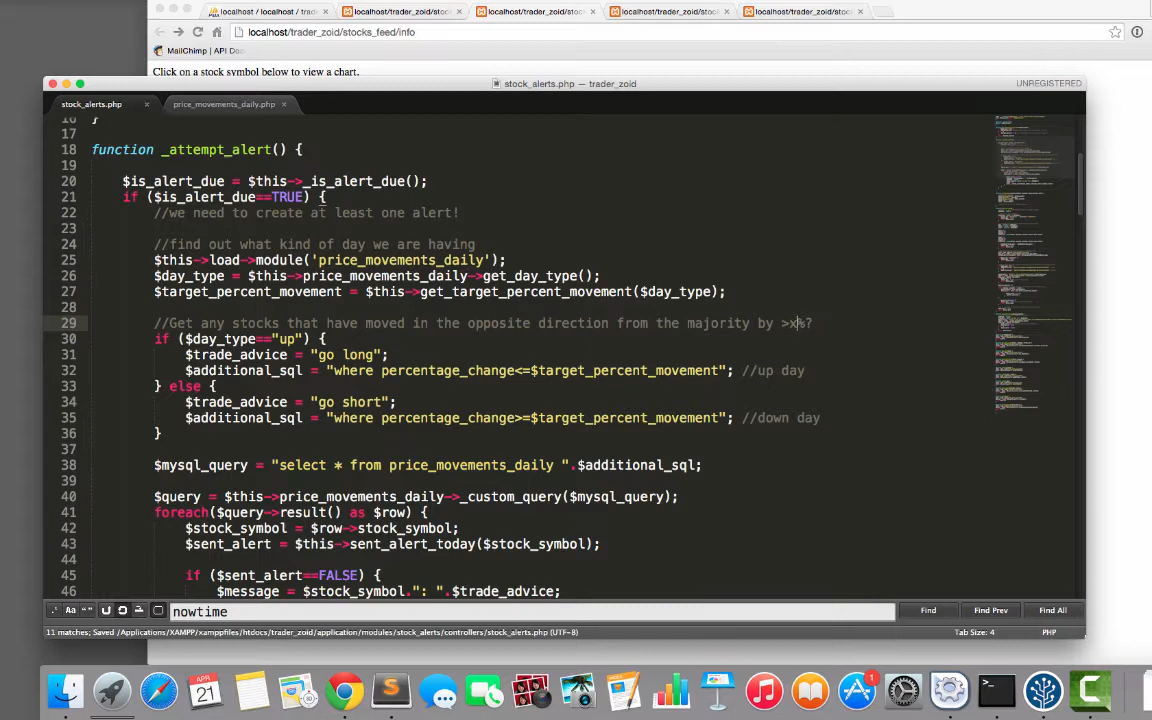 localhost / localhost / trade
localhost/trader_zoid/stoc
localhost/trader_zoid/stoc
localhost/trader_zoid/stoc
localhost/trader_zoid/stoc
localhost/trader_zoid/stocks_feed/info
MailChimp | API Do
Click on a stock symbol below to view a chart.
stock_alerts.php — trader_zoid
UNREGISTERED
stock_alerts.php
price_movements_daily.php
16 }
17
18 function _attempt_alert() {
19
20 $is_alert_due = $this->_is_alert_due();
21 if ($is_alert_due==TRUE) {
22 //we need to create at least one alert!
23
24 //find out what kind of day we are having
25 $this->load->module('price_movements_daily');
26 $day_type = $this->price_movements_daily->get_day_type();
27 $target_percent_movement = $this->get_target_percent_movement($day_type);
28
29 //Get any stocks that have moved in the opposite direction from the majority by >x%?
30 if ($day_type=="up") {
31 $trade_advice = "go long";
32 $additional_sql = "where percentage_change<=$target_percent_movement"; //up day
33 } else {
34 $trade_advice = "go short";
35 $additional_sql = "where percentage_change>=$target_percent_movement"; //down day
36 }
37
38 $mysql_query = "select * from price_movements_daily ".$additional_sql;
39
40 $query = $this->price_movements_daily->_custom_query($mysql_query);
41 foreach($query->result() as $row) {
42 $stock_symbol = $row->stock_symbol;
43 $sent_alert = $this->sent_alert_today($stock_symbol);
44
45 if ($sent_alert==FALSE) {
46 $message = $stock_symbol.": ".$trade_advice;
.* Aa “” nowtime Find Find Prev Find All
11 matches; Saved /Applications/XAMPP/xamppfiles/htdocs/trader_zoid/application/modules/stock_alerts/controllers/stock_alerts.php (UTF-8)
Tab Size: 4
PHP
APR
21
1